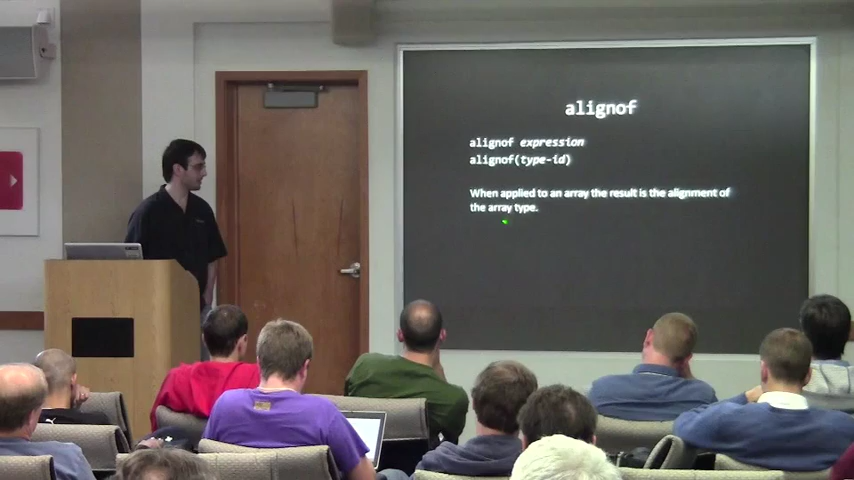 alignof
alignof expression
alignof(type-id)
When applied to an array the result is the alignment of
the array type.